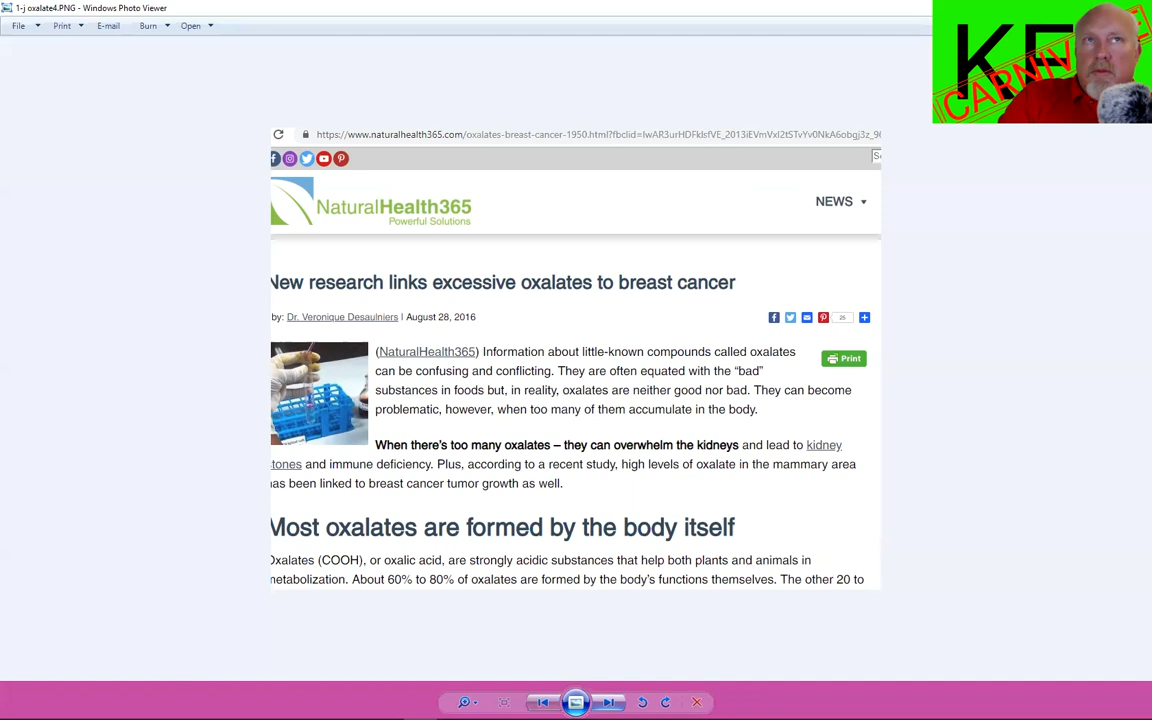 1-j oxalate4.PNG - Windows Photo Viewer
File Print E-mail Burn Open
CARNIV
https://www.naturalhealth365.com/oxalates-breast-cancer-1950.html?fbclid=
NaturalHealth365
Powerful Solutions
NEWS
New research links excessive oxalates to breast cancer
by: Dr. Veronique Desaulniers | August 28, 2016
26
(NaturalHealth365) Information about little-known compounds called oxalates
Print
can be confusing and conflicting. They are often equated with the “bad”
substances in foods but, in reality, oxalates are neither good nor bad. They can become
problematic, however, when too many of them accumulate in the body.
When there’s too many oxalates – they can overwhelm the kidneys and lead to kidney
stones and immune deficiency. Plus, according to a recent study, high levels of oxalate in the mammary area
has been linked to breast cancer tumor growth as well.
Most oxalates are formed by the body itself
Oxalates (COOH), or oxalic acid, are strongly acidic substances that help both plants and animals in
metabolization. About 60% to 80% of oxalates are formed by the body’s functions themselves. The other 20 to